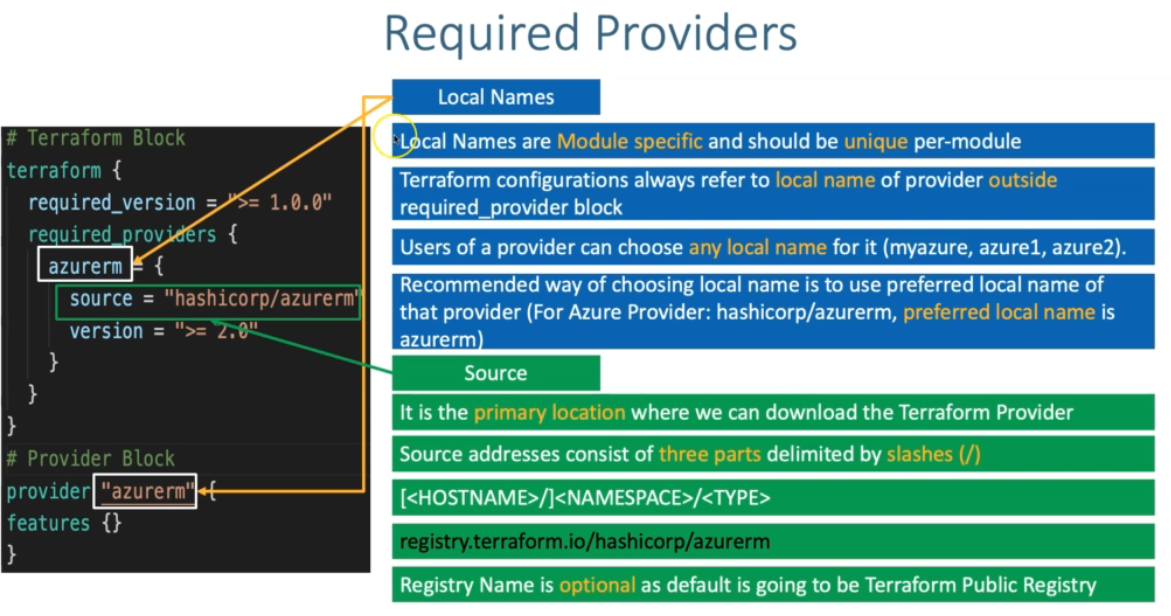 Required Providers
# Terraform Block
terraform {
required_version = ">= 1.0.0"
required_providers {
azurerm = {
source = "hashicorp/azurerm"
version = ">= 2.0"
}
}
}
# Provider Block
provider "azurerm" {
features {}
}
Local Names
Local Names are Module specific and should be unique per-module
Terraform configurations always refer to local name of provider outside
required_provider block
Users of a provider can choose any local name for it (myazure, azure1, azure2).
Recommended way of choosing local name is to use preferred local name of
that provider (For Azure Provider: hashicorp/azurerm, preferred local name is
azurerm)
Source
It is the primary location where we can download the Terraform Provider
Source addresses consist of three parts delimited by slashes (/)
[<HOSTNAME>/]<NAMESPACE>/<TYPE>
registry.terraform.io/hashicorp/azurerm
Registry Name is optional as default is going to be Terraform Public Registry